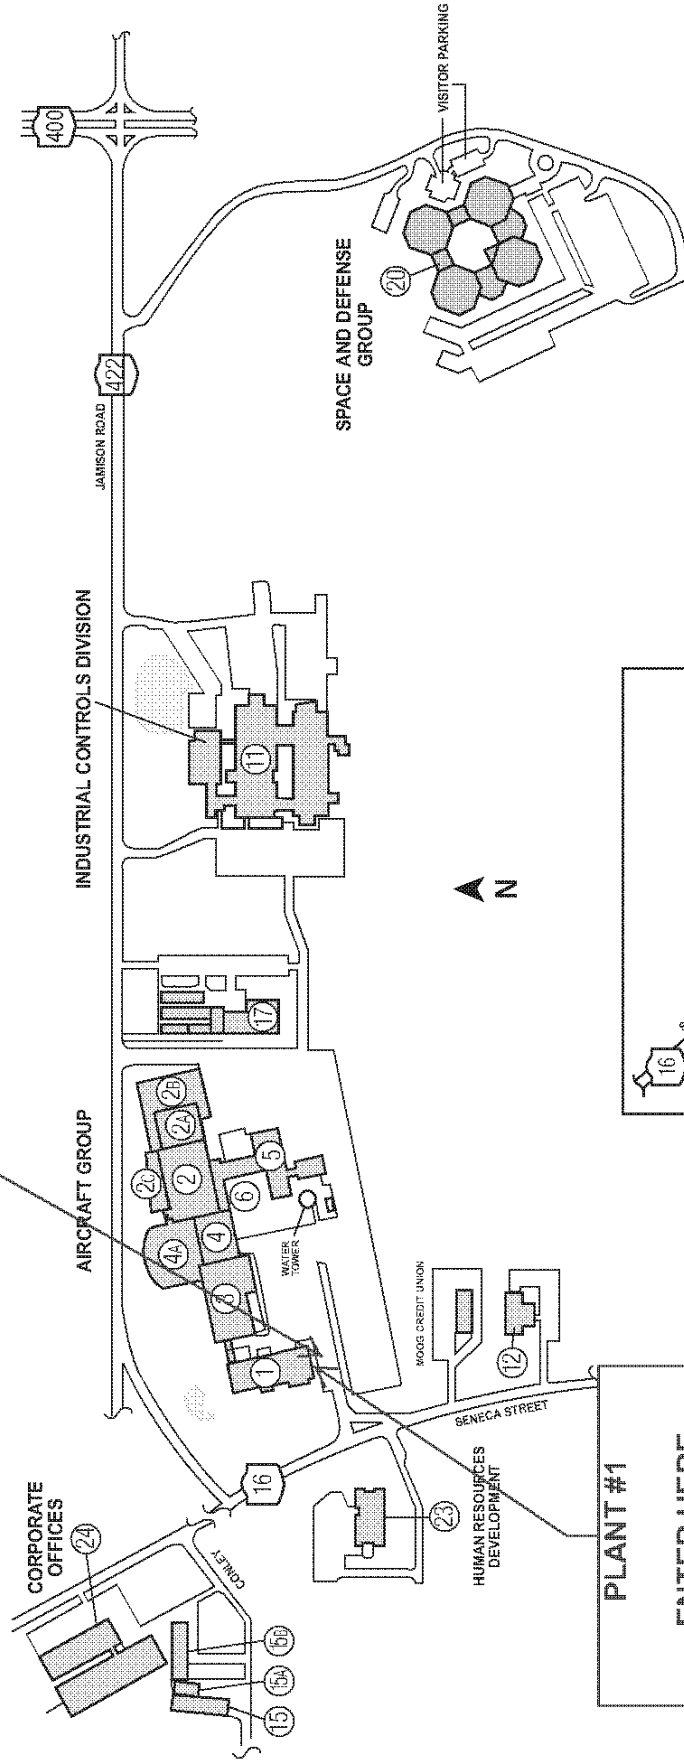 CORPORATE
OFFICES
24
15B
15A
15
CONLEY
16
23
HUMAN RESOURCES
DEVELOPMENT
PLANT #1
ENTER HERE
SENECA STREET
12
MOOG CREDIT UNION
AIRCRAFT GROUP
1
3
4A
4
2C
2
2A
2B
6
5
WATER
TOWER
17
INDUSTRIAL CONTROLS DIVISION
11
N
16
JAMISON ROAD
422
400
SPACE AND DEFENSE
GROUP
20
VISITOR PARKING